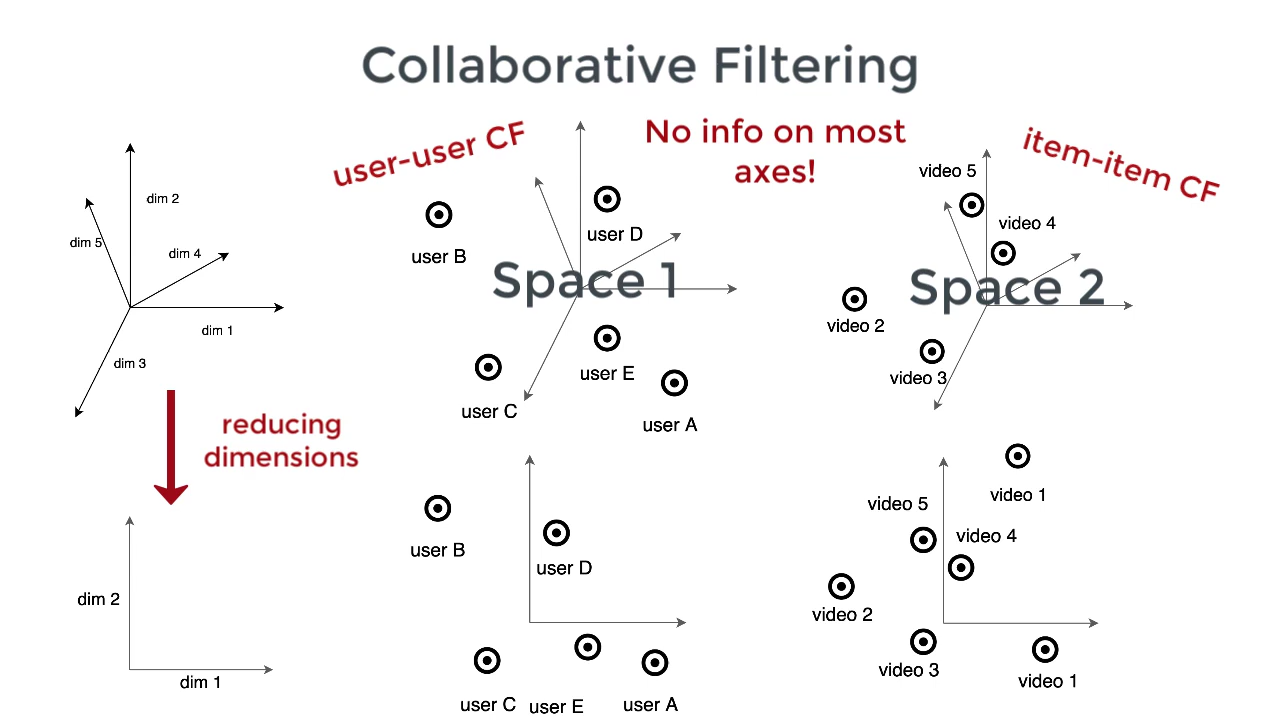 Collaborative Filtering
user-user CF
No info on most
axes!
item-item CF
dim 2
dim 5
dim 4
dim 1
dim 3
user B
user D
Space 1
user E
user C
user A
video 5
video 4
Space 2
video 2
video 3
reducing
dimensions
dim 2
dim 1
user B
user D
user C
user E
user A
video 1
video 5
video 4
video 2
video 3
video 1